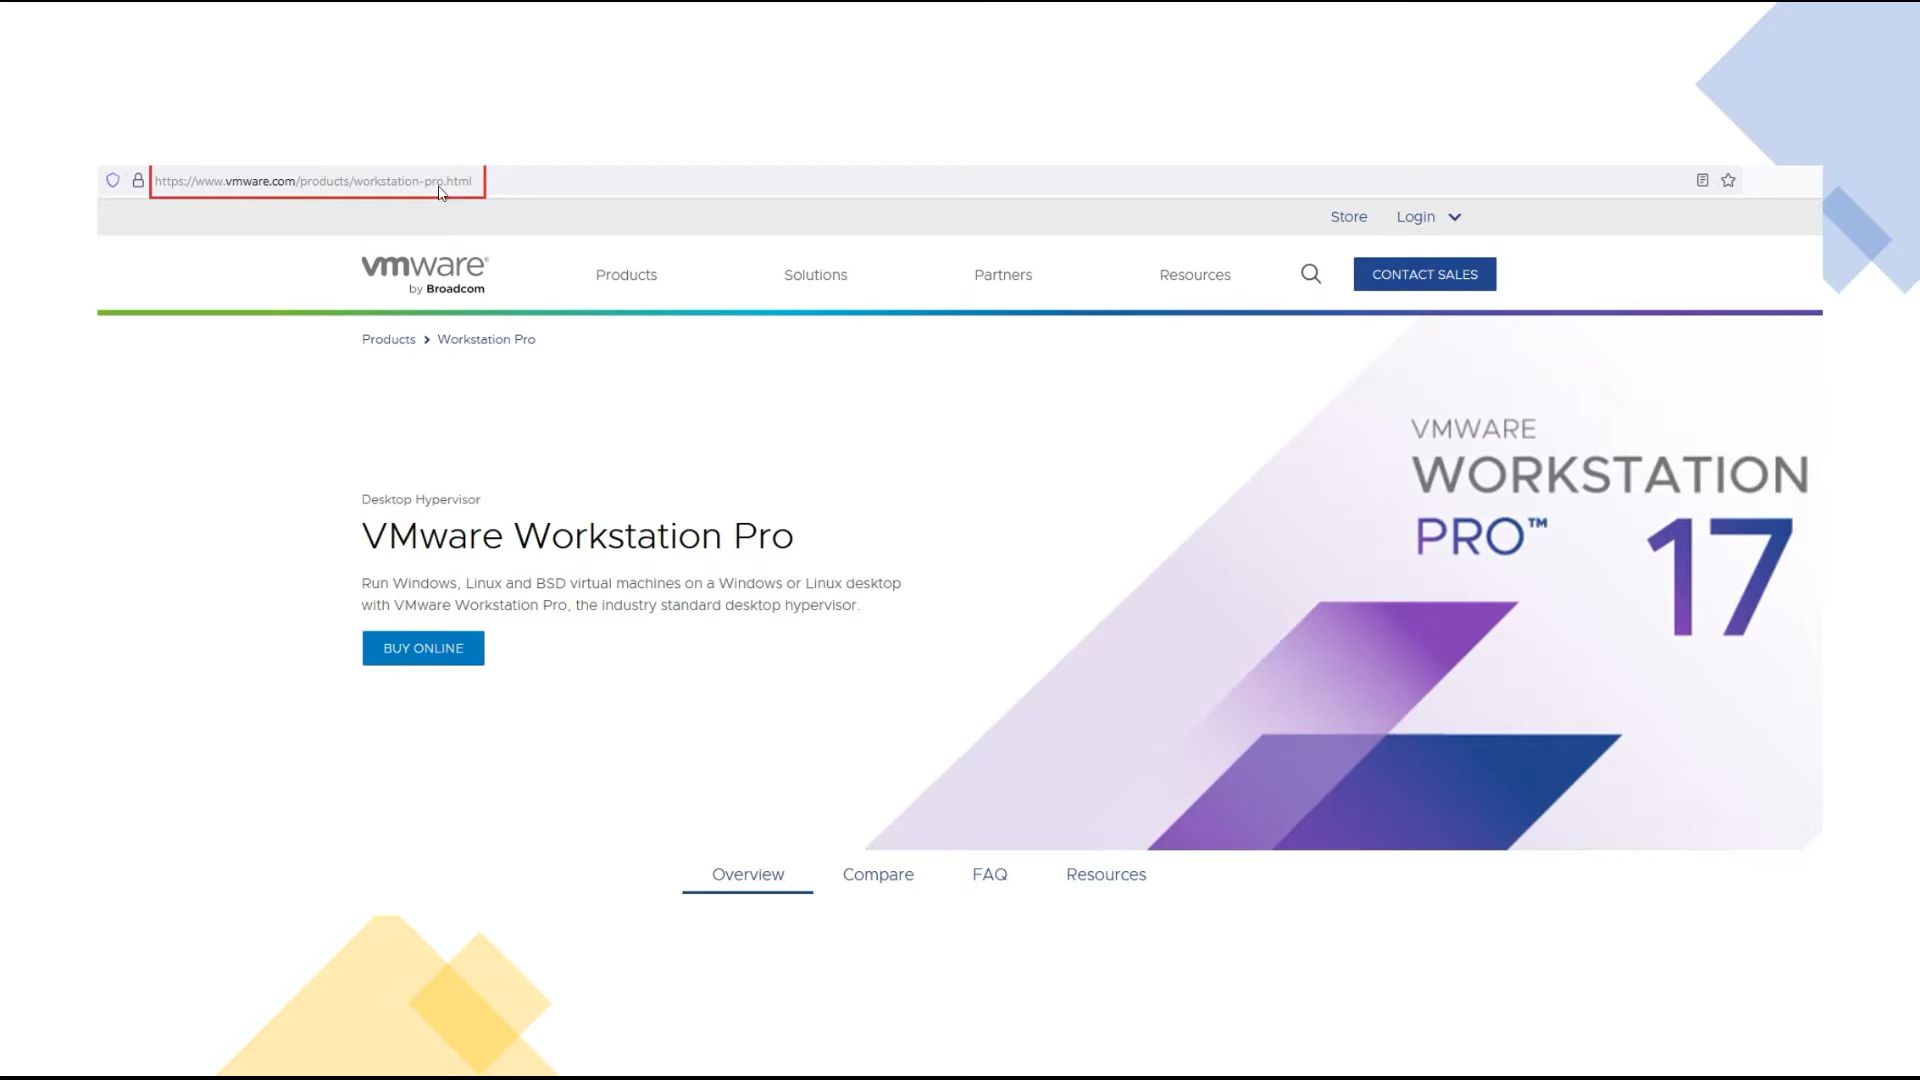 https://www.vmware.com/products/workstation-pro.html
Store Login
vmware®
by Broadcom
Products Solutions Partners Resources CONTACT SALES
Products > Workstation Pro
VMWARE
WORKSTATION
PRO™ 17
Desktop Hypervisor
VMware Workstation Pro
Run Windows, Linux and BSD virtual machines on a Windows or Linux desktop
with VMware Workstation Pro, the industry standard desktop hypervisor.
BUY ONLINE
Overview Compare FAQ Resources